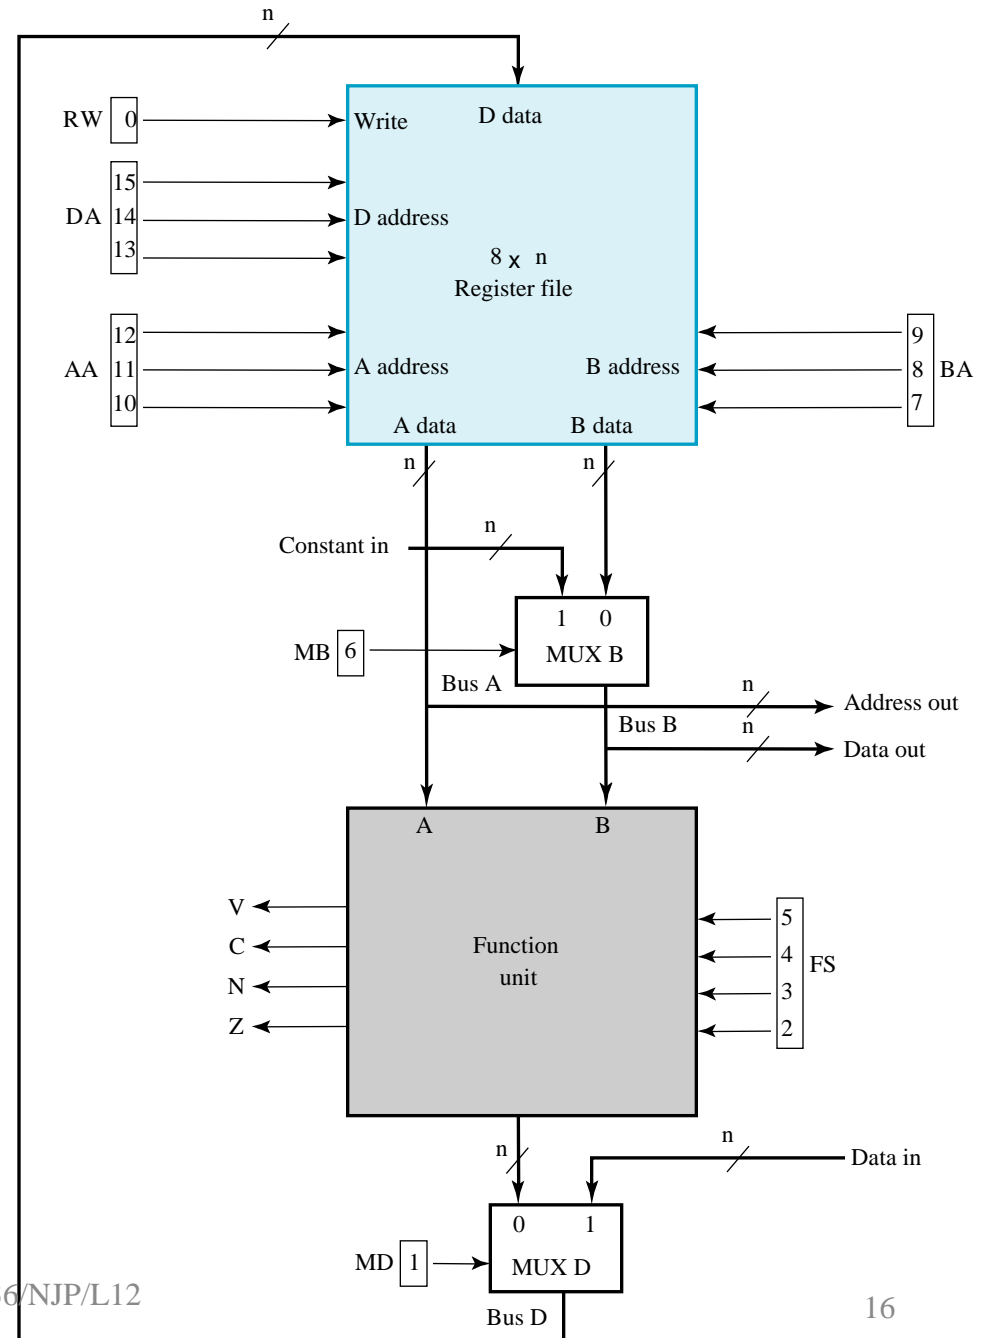 n
D data
RW 0 Write
15
DA 14 D address
13
8 x n
Register file
12 9
AA 11 A address B address 8 BA
10 7
A data B data
n n
n
Constant in
1 0
MB 6 MUX B
Bus A n
Address out
Bus B n
Data out
A B
V
5
C Function 4
unit FS
N 3
Z 2
n n
Data in
0 1
MD 1 MUX D
6/NJP/L12 16
Bus D